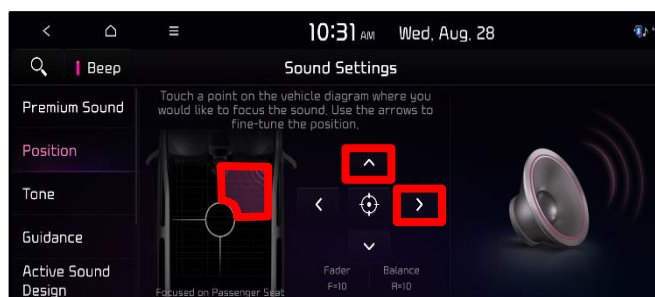 10:31 AM Wed, Aug. 28
Beep
Sound Settings
Premium Sound
Position
Tone
Guidance
Active Sound
Design
Touch a point on the vehicle diagram where you
would like to focus the sound. Use the arrows to
fine-tune the position.
Focused on Passenger Seat
Fader
F=10
Balance
R=10